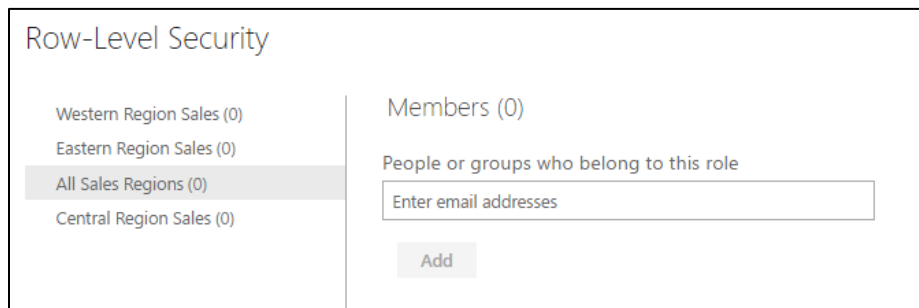 Row-Level Security
Western Region Sales (0)
Eastern Region Sales (0)
All Sales Regions (0)
Central Region Sales (0)
Members (0)
People or groups who belong to this role
Enter email addresses
Add